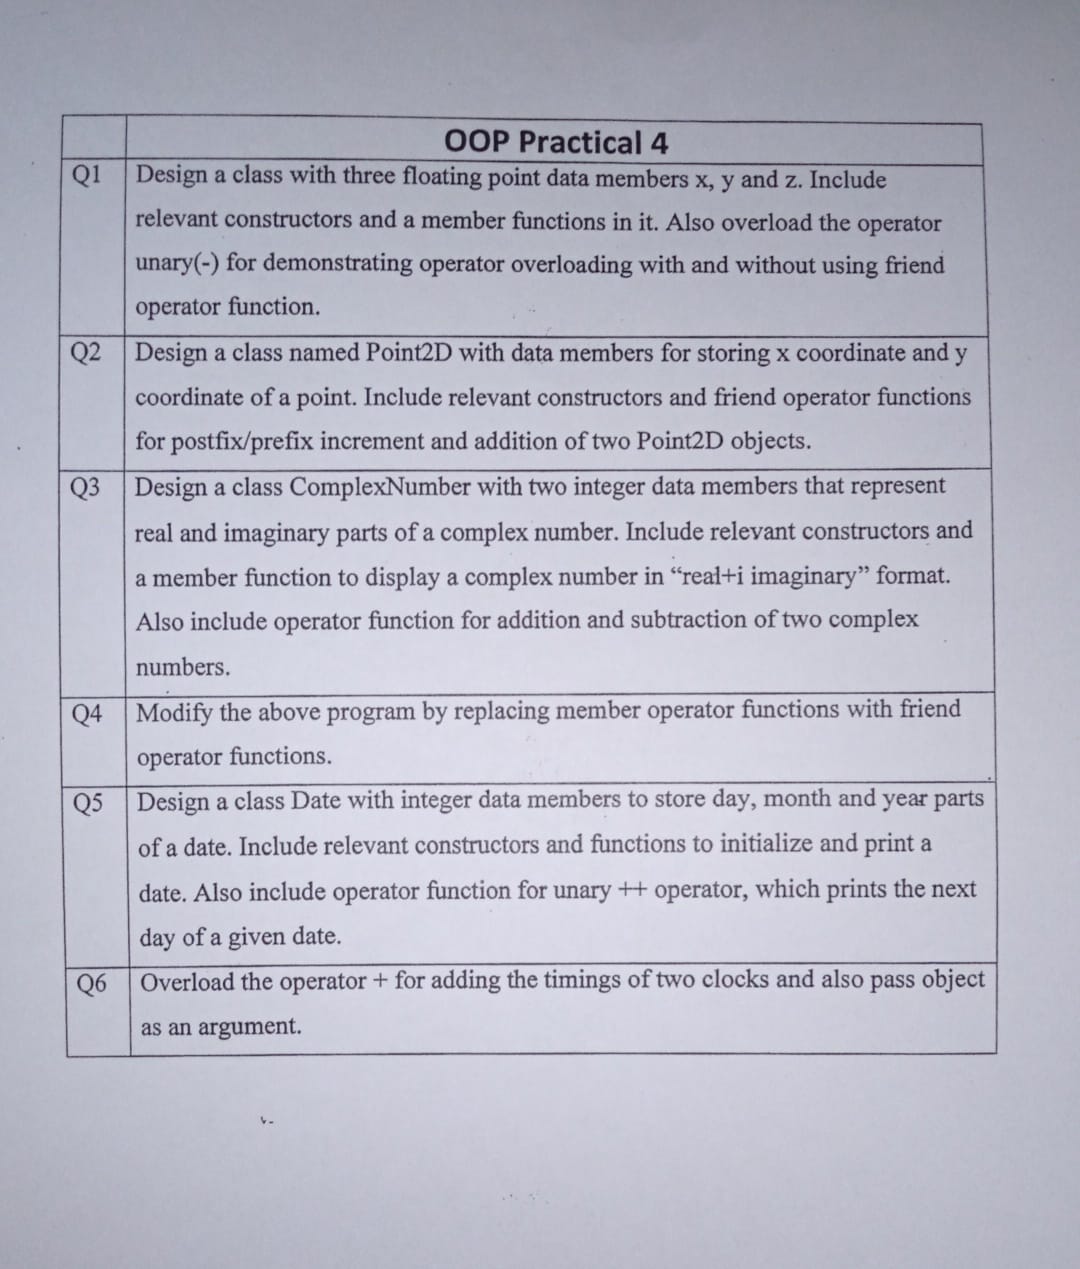 OOP Practical 4
Q1 Design a class with three floating point data members x, y and z. Include
relevant constructors and a member functions in it. Also overload the operator
unary(-) for demonstrating operator overloading with and without using friend
operator function.
Q2 Design a class named Point2D with data members for storing x coordinate and y
coordinate of a point. Include relevant constructors and friend operator functions
for postfix/prefix increment and addition of two Point2D objects.
Q3 Design a class ComplexNumber with two integer data members that represent
real and imaginary parts of a complex number. Include relevant constructors and
a member function to display a complex number in “real+i imaginary” format.
Also include operator function for addition and subtraction of two complex
numbers.
Q4 Modify the above program by replacing member operator functions with friend
operator functions.
Q5 Design a class Date with integer data members to store day, month and year parts
of a date. Include relevant constructors and functions to initialize and print a
date. Also include operator function for unary ++ operator, which prints the next
day of a given date.
Q6 Overload the operator + for adding the timings of two clocks and also pass object
as an argument.